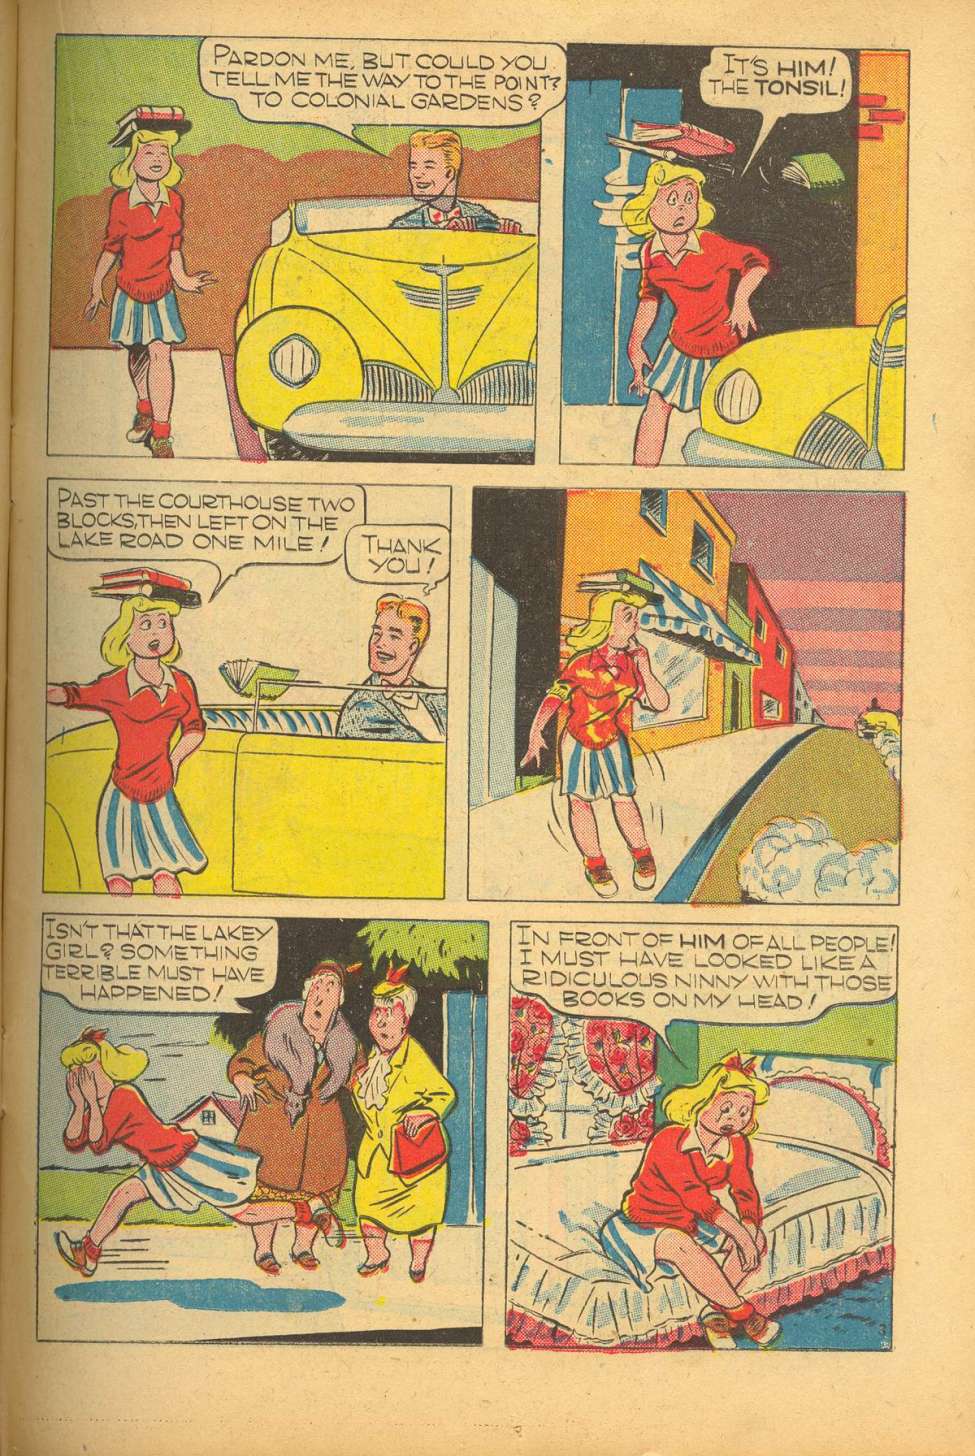 PARDON ME, BUT COULD YOU
TELL ME THE WAY TO THE POINT?
TO COLONIAL GARDENS?
IT'S HIM!
THE TONSIL!
PAST THE COURTHOUSE TWO
BLOCKS, THEN LEFT ON THE
LAKE ROAD ONE MILE!
THANK
YOU!
ISN'T THAT THE LAKEY
GIRL? SOMETHING
TERRIBLE MUST HAVE
HAPPENED!
IN FRONT OF HIM OF ALL PEOPLE!
I MUST HAVE LOOKED LIKE A
RIDICULOUS NINNY WITH THOSE
BOOKS ON MY HEAD!